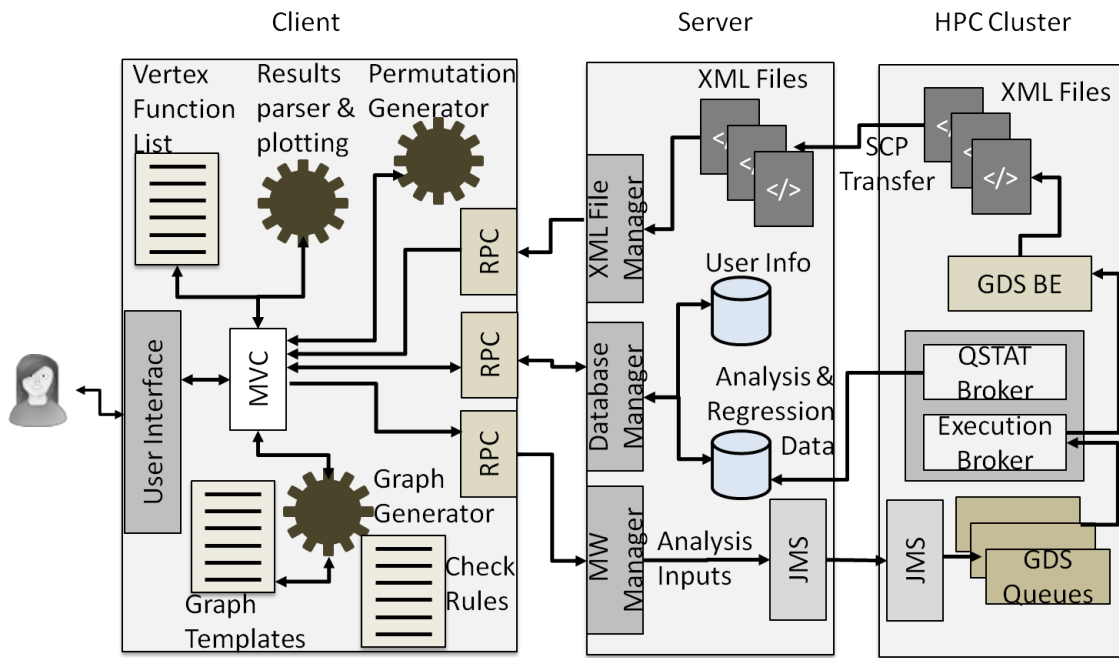 Client
Server
HPC Cluster
Vertex
Function
List
Results
parser &
plotting
Permutation
Generator
XML Files
XML Files
</>
</>
</>
</>
</>
</>
SCP
Transfer
XML File
Manager
RPC
User Info
GDS BE
User Interface
MVC
RPC
Database
Manager
Analysis &
Regression
Data
QSTAT
Broker
Execution
Broker
RPC
Graph
Generator
MW
Manager
Analysis
Inputs
JMS
JMS
GDS
Queues
Check
Rules
Graph
Templates